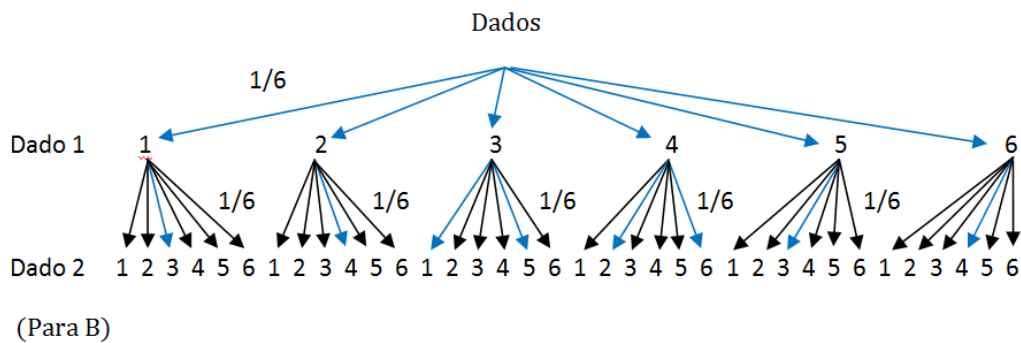 Dados
1/6
Dado 1 1 2 3 4 5 6
1/6 1/6 1/6 1/6 1/6
Dado 2 1 2 3 4 5 6 1 2 3 4 5 6 1 2 3 4 5 6 1 2 3 4 5 6 1 2 3 4 5 6 1 2 3 4 5 6
(Para B)